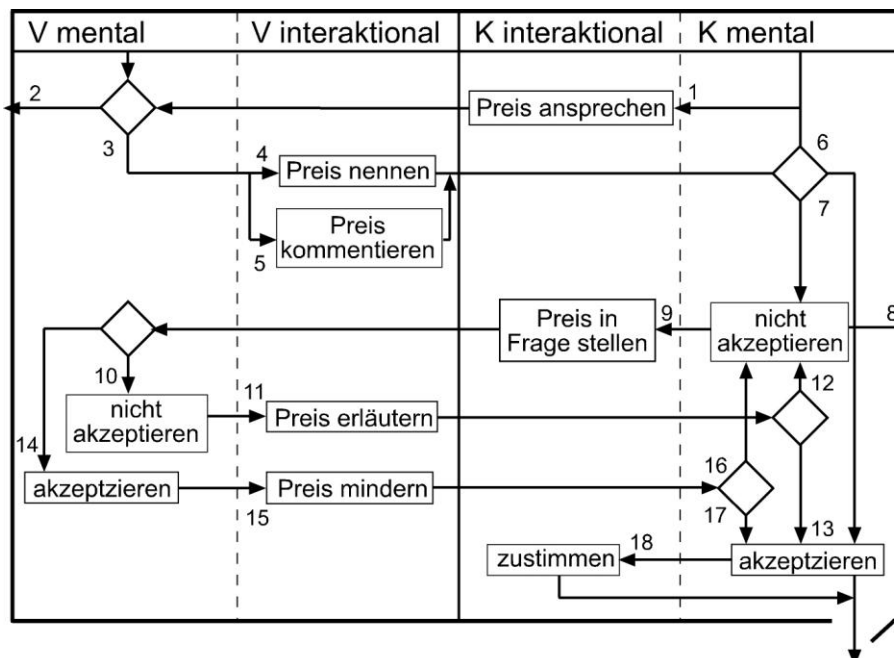 V mental V interaktional K interaktional K mental
2 Preis ansprechen 1
3 4 Preis nennen 6
7
Preis
kommentieren
5
Preis in
Frage stellen 9 nicht
akzeptieren 8
10 nicht
akzeptieren 11 Preis erläutern 12
14 akzeptzieren 15 Preis mindern 16
17 13
zustimmen 18 akzeptzieren